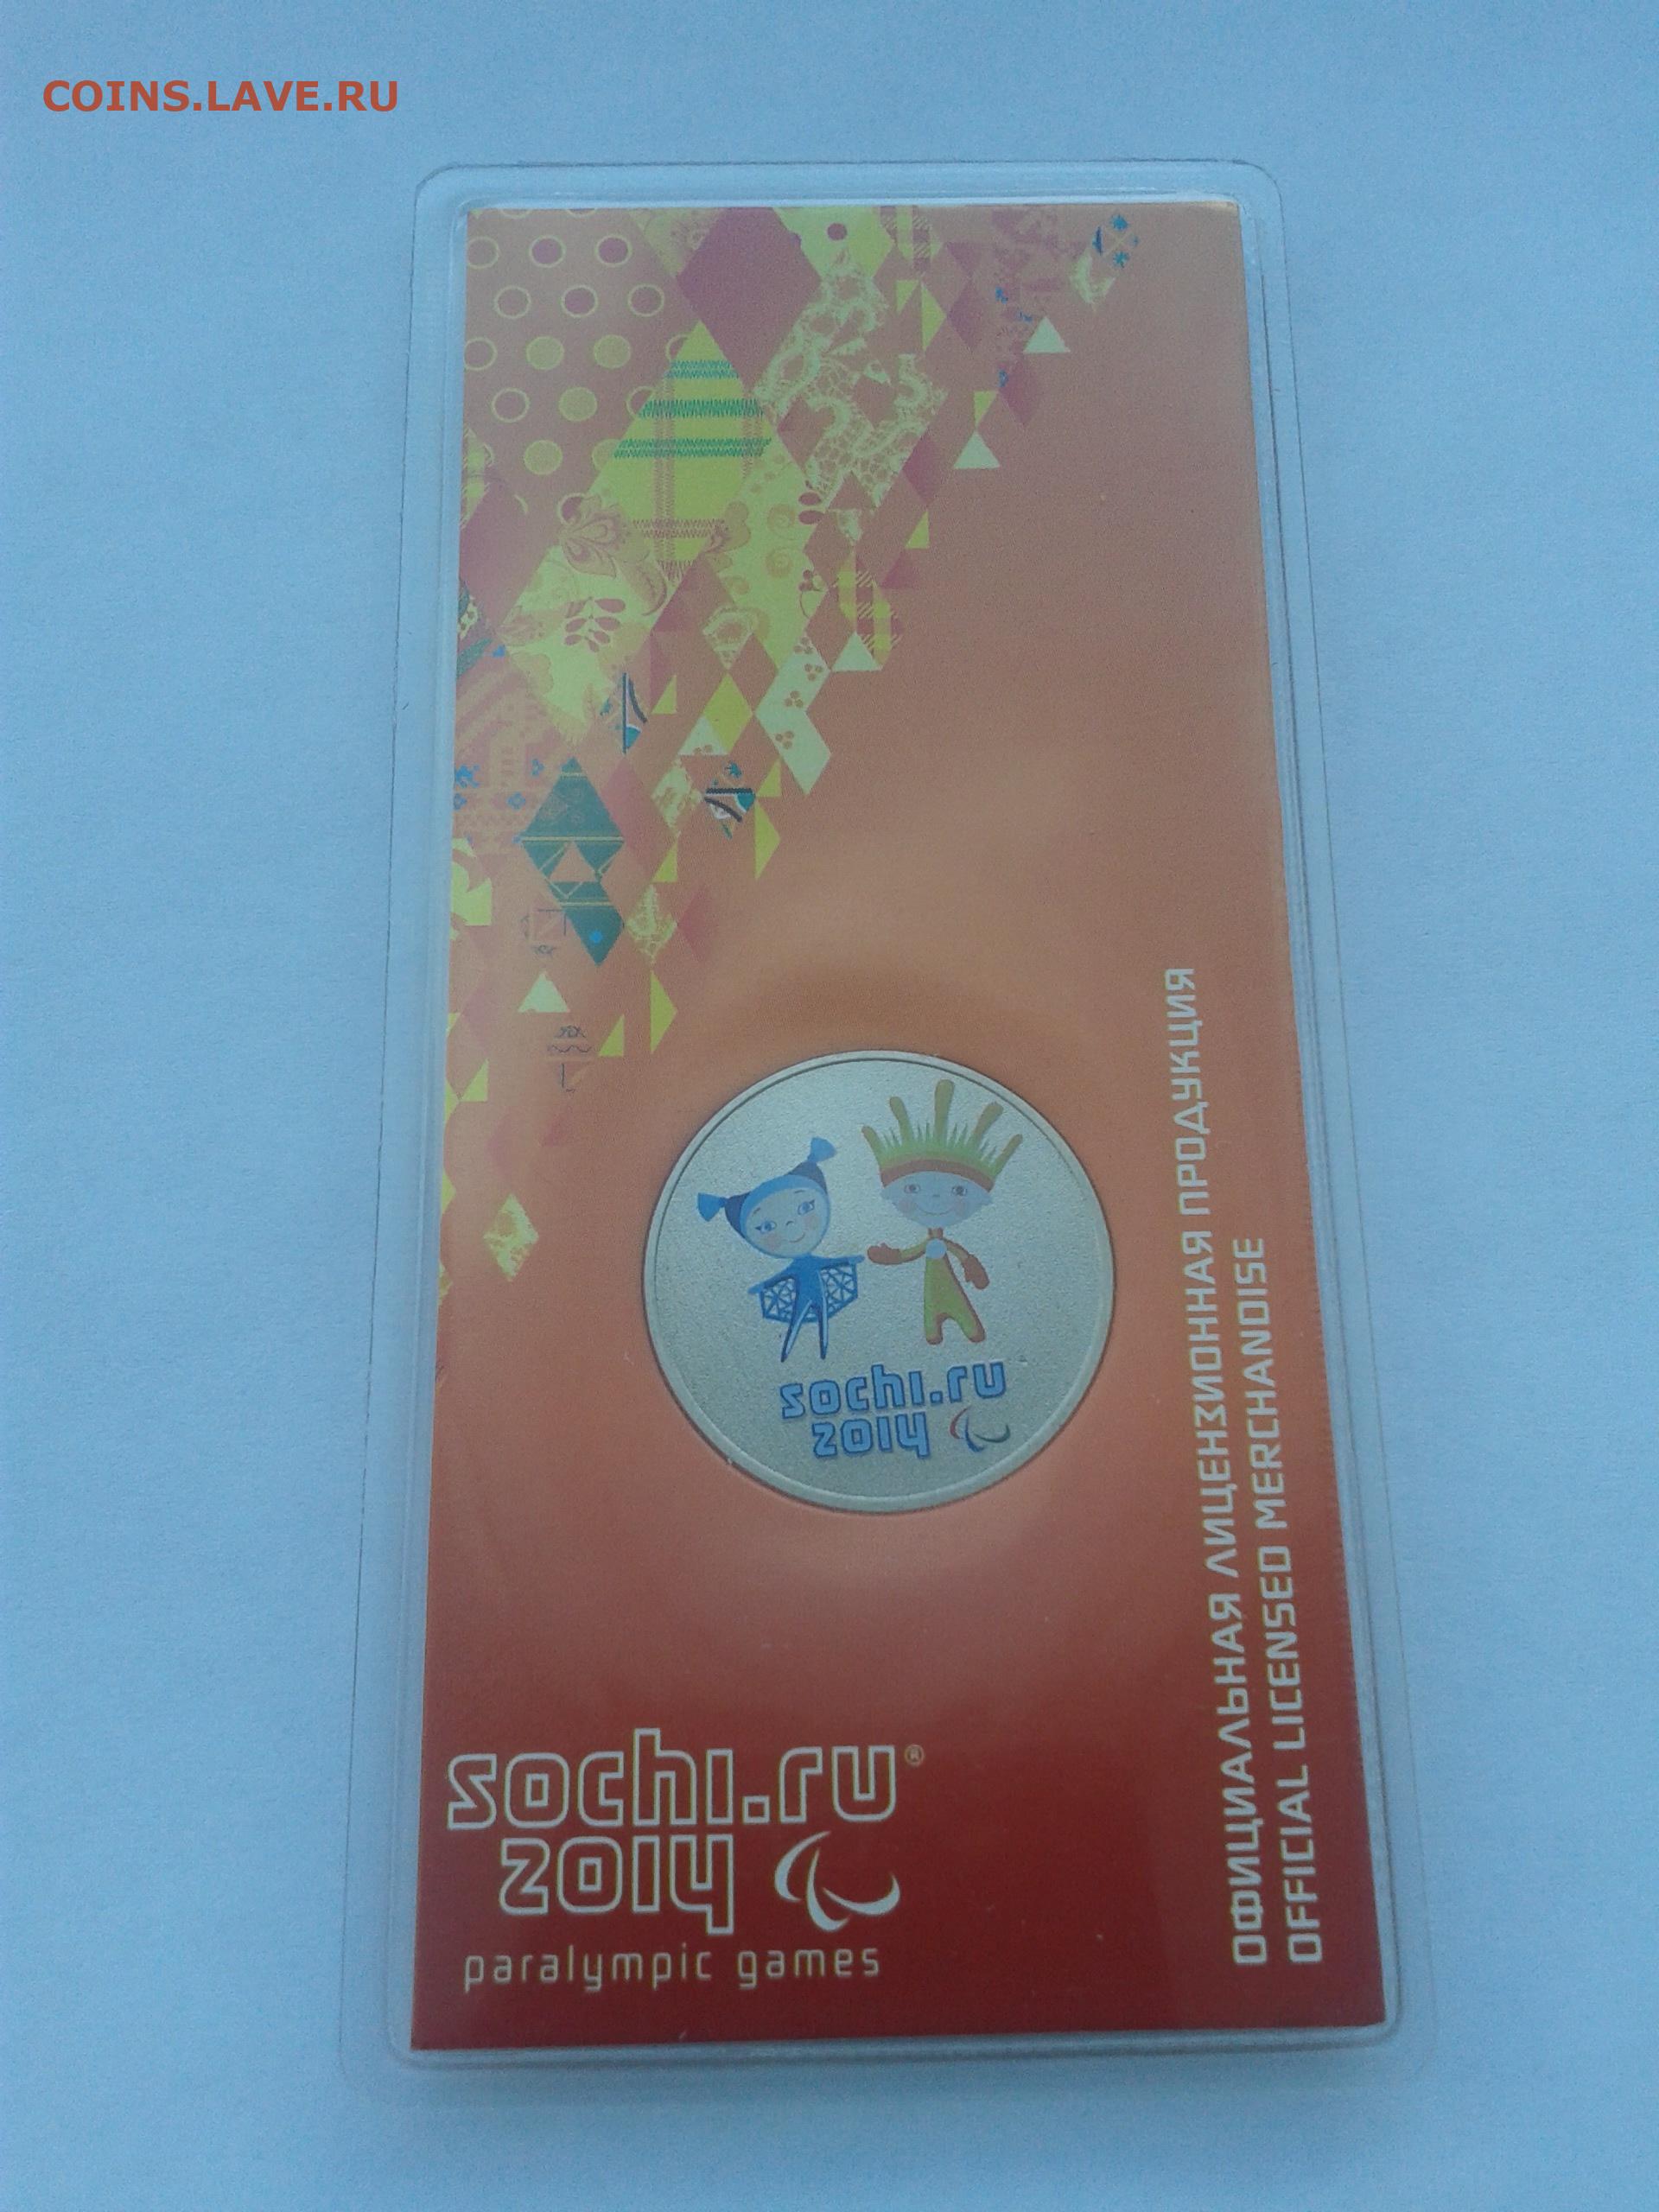 COINS.LAVE.RU
sochi.ru
2014
ОФИЦИАЛЬНАЯ ЛИЦЕНЗИОННАЯ ПРОДУКЦИЯ
OFFICIAL LICENSED MERCHANDISE
sochi.ru®
2014
paralympic games